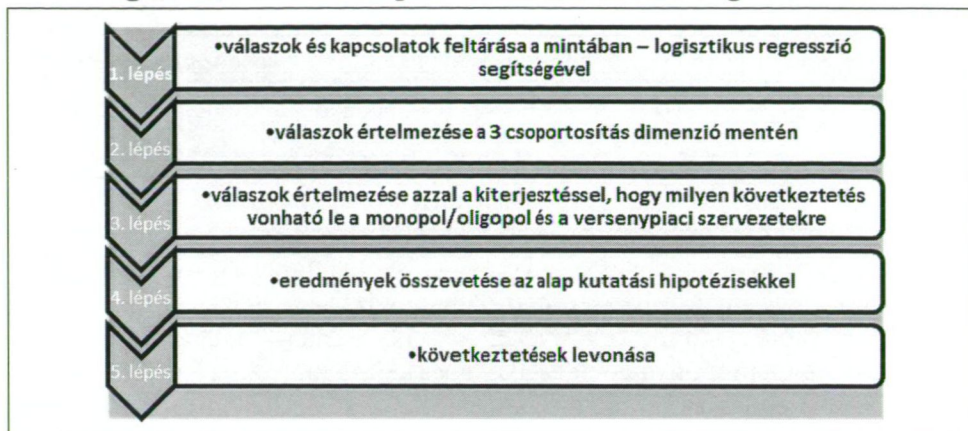 1. lépés
•válaszok és kapcsolatok feltárása a mintában – logisztikus regresszió
segítségével
2. lépés
•válaszok értelmezése a 3 csoportosítás dimenzió mentén
3. lépés
•válaszok értelmezése azzal a kiterjesztéssel, hogy milyen következtetés
vonható le a monopol/oligopol és a versenypiaci szervezetekre
4. lépés
•eredmények összevetése az alap kutatási hipotézisekkel
5. lépés
•következtetések levonása